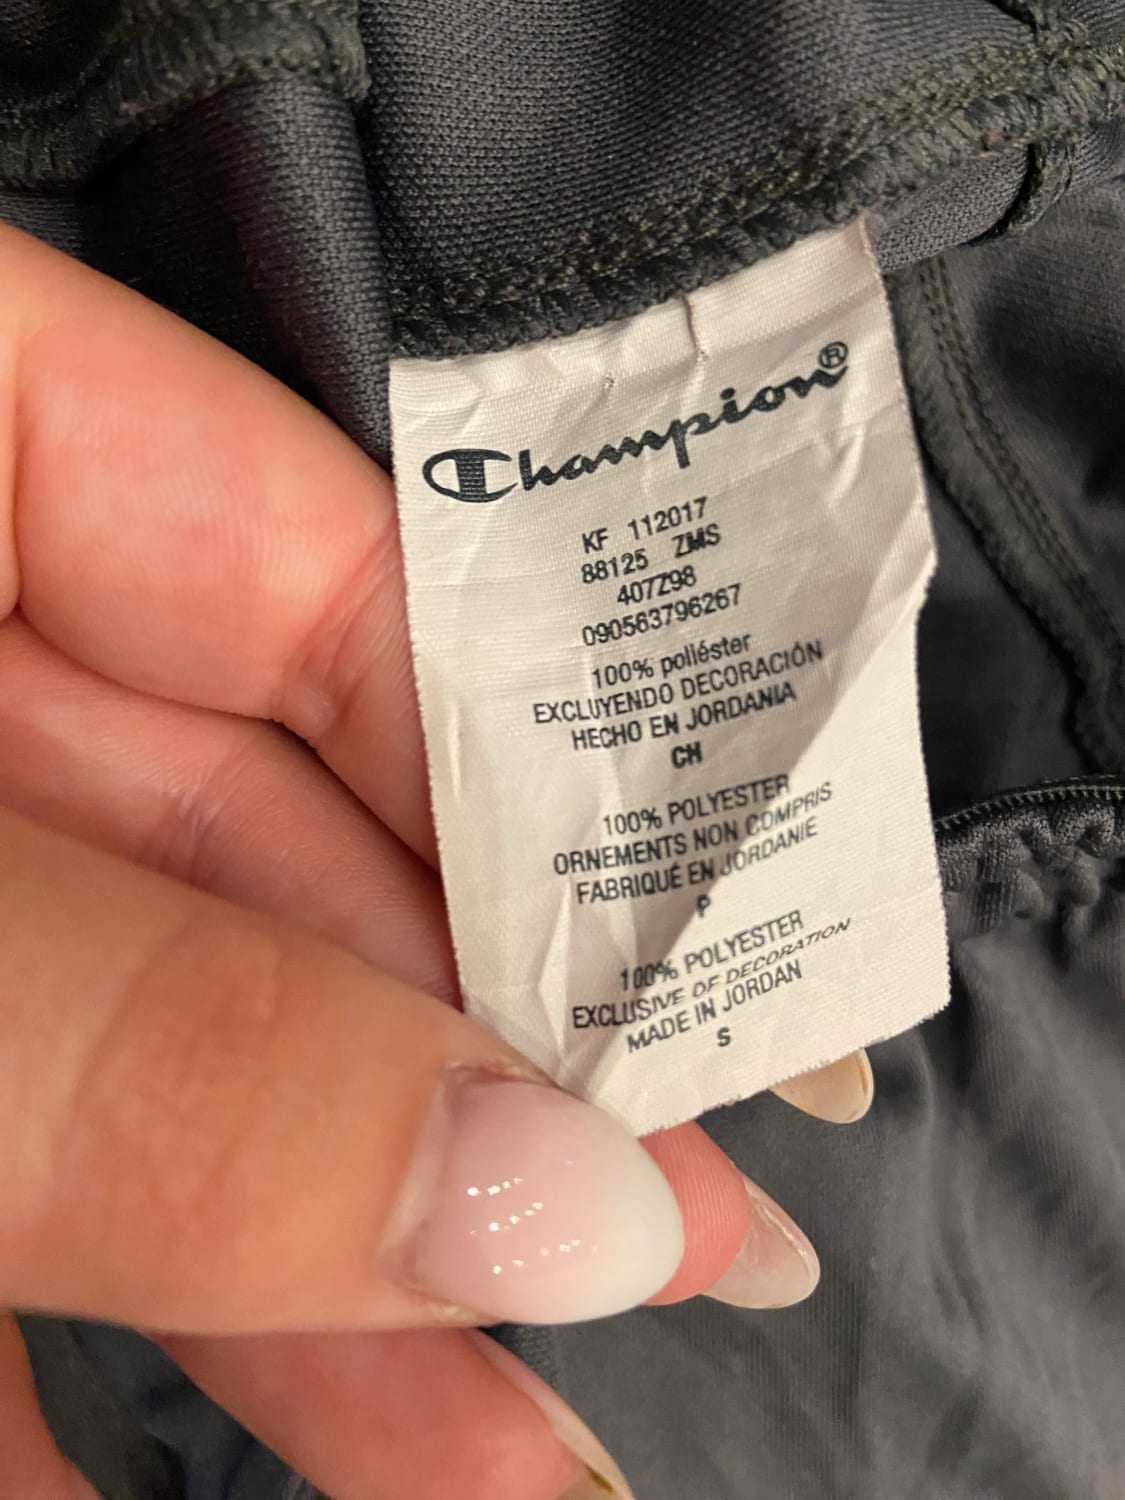 Champion®
KF 112017
88125 ZMS
407Z98
090563796267
100% poliéster
EXCLUYENDO DECORACIÓN
HECHO EN JORDANIA
CH
100% POLYESTER
ORNEMENTS NON COMPRIS
FABRIQUÉ EN JORDANIE
P
100% POLYESTER
EXCLUSIVE OF DECORATION
MADE IN JORDAN
S